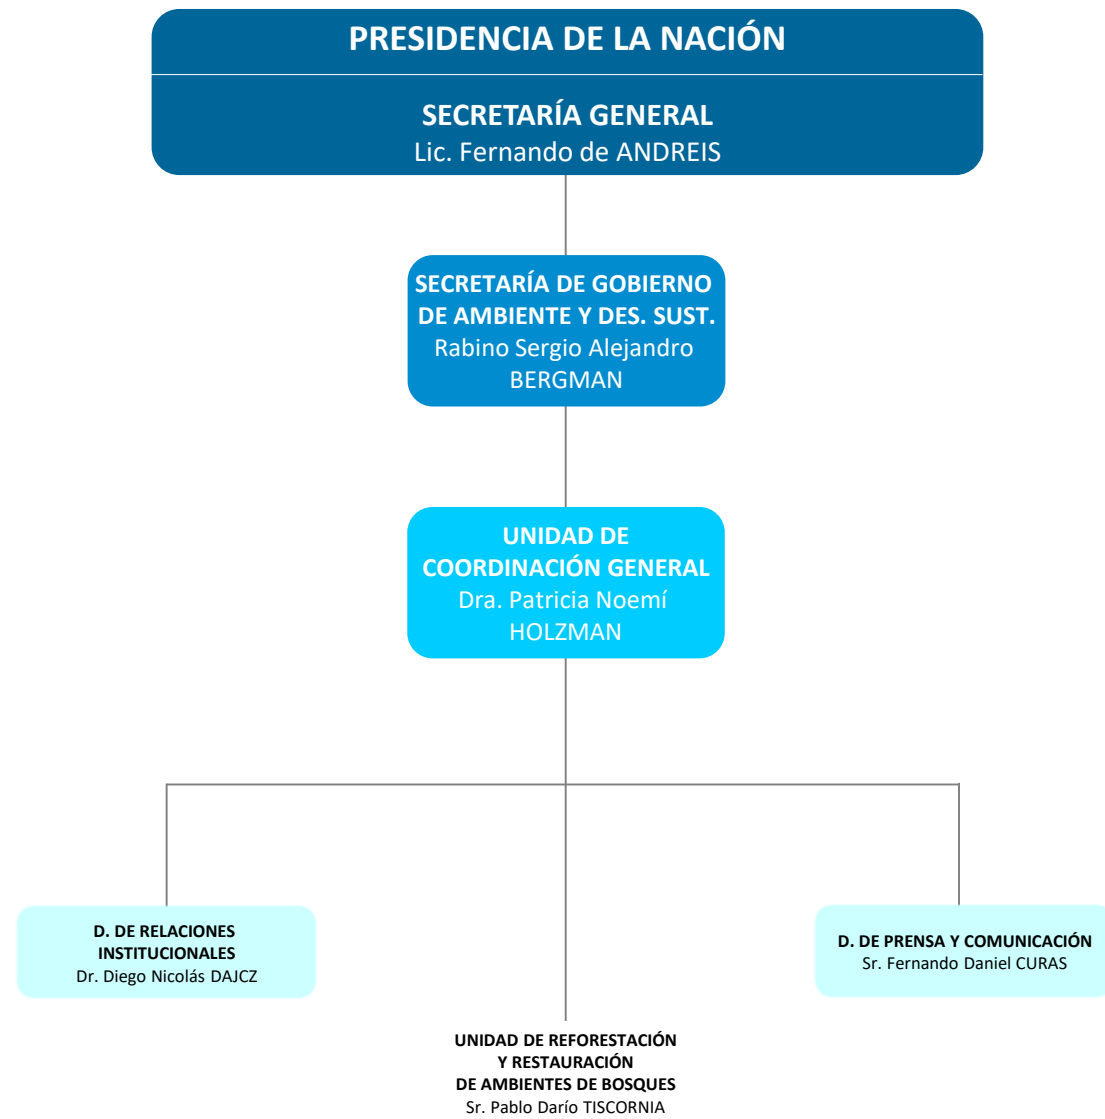 PRESIDENCIA DE LA NACIÓN
SECRETARÍA GENERAL
Lic. Fernando de ANDREIS
SECRETARÍA DE GOBIERNO
DE AMBIENTE Y DES. SUST.
Rabino Sergio Alejandro
BERGMAN
UNIDAD DE
COORDINACIÓN GENERAL
Dra. Patricia Noemí
HOLZMAN
D. DE RELACIONES
INSTITUCIONALES
Dr. Diego Nicolás DAJCZ
D. DE PRENSA Y COMUNICACIÓN
Sr. Fernando Daniel CURAS
UNIDAD DE REFORESTACIÓN
Y RESTAURACIÓN
DE AMBIENTES DE BOSQUES
Sr. Pablo Darío TISCORNIA